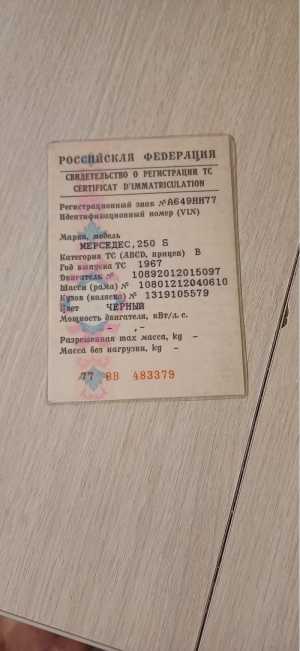 РОССИЙСКАЯ ФЕДЕРАЦИЯ
СВИДЕТЕЛЬСТВО О РЕГИСТРАЦИИ ТС
CERTIFICAT D'IMMATRICULATION
Регистрационный знак №А649НН77
Идентификационный номер (VIN)
Марка, модель
МЕРСЕДЕС,250 S
Категория ТС (ABCD, прицеп) В
Год выпуска ТС 1967
Двигатель № 10892012015097
Шасси (рама) № 10801212040610
Кузов (коляска) № 1319105579
Цвет ЧЕРНЫЙ
Мощность двигателя, кВт/л. с.
- ,-
Разрешенная max масса, kg -
Масса без нагрузки, kg -
77 ВВ 483379